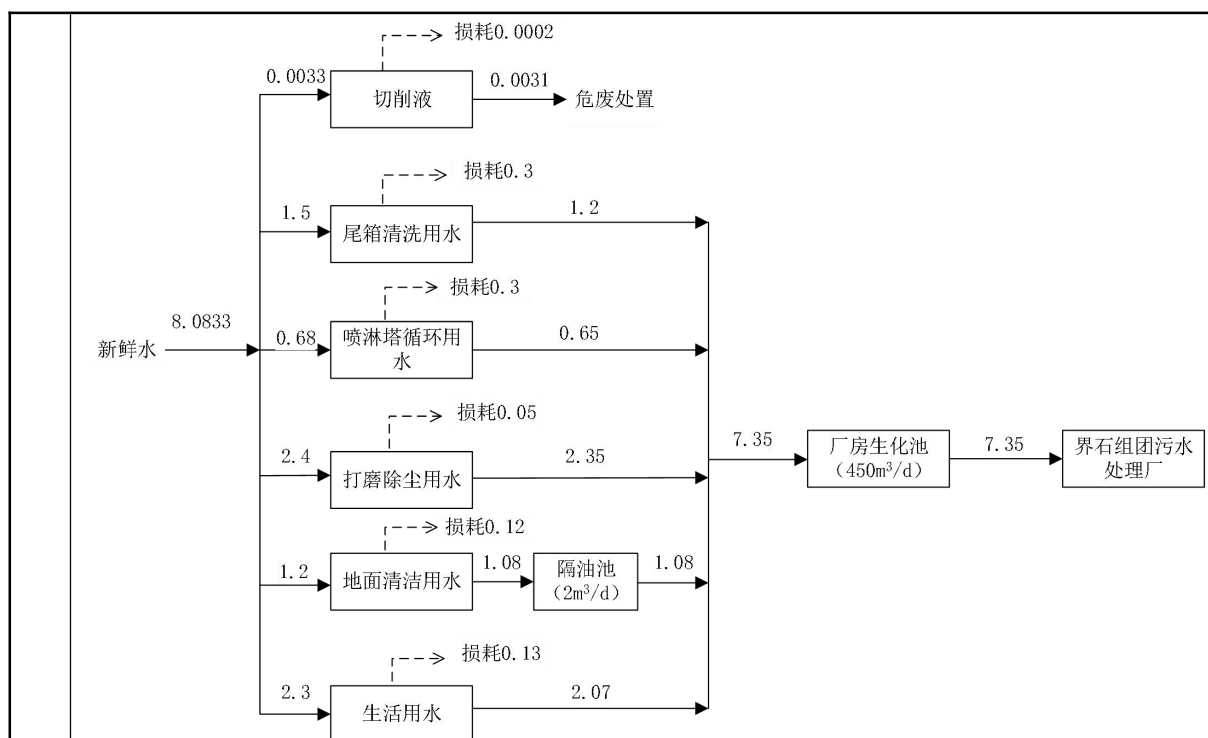 损耗0.0002
0.0033
切削液
0.0031
危废处置
损耗0.3
1.5
尾箱清洗用水
1.2
损耗0.3
新鲜水
8.0833
0.68
喷淋塔循环用
水
0.65
损耗0.05
2.4
打磨除尘用水
2.35
7.35
厂房生化池
（450m³/d）
7.35
界石组团污水
处理厂
损耗0.12
1.2
地面清洁用水
1.08
隔油池
（2m³/d）
1.08
损耗0.13
2.3
生活用水
2.07